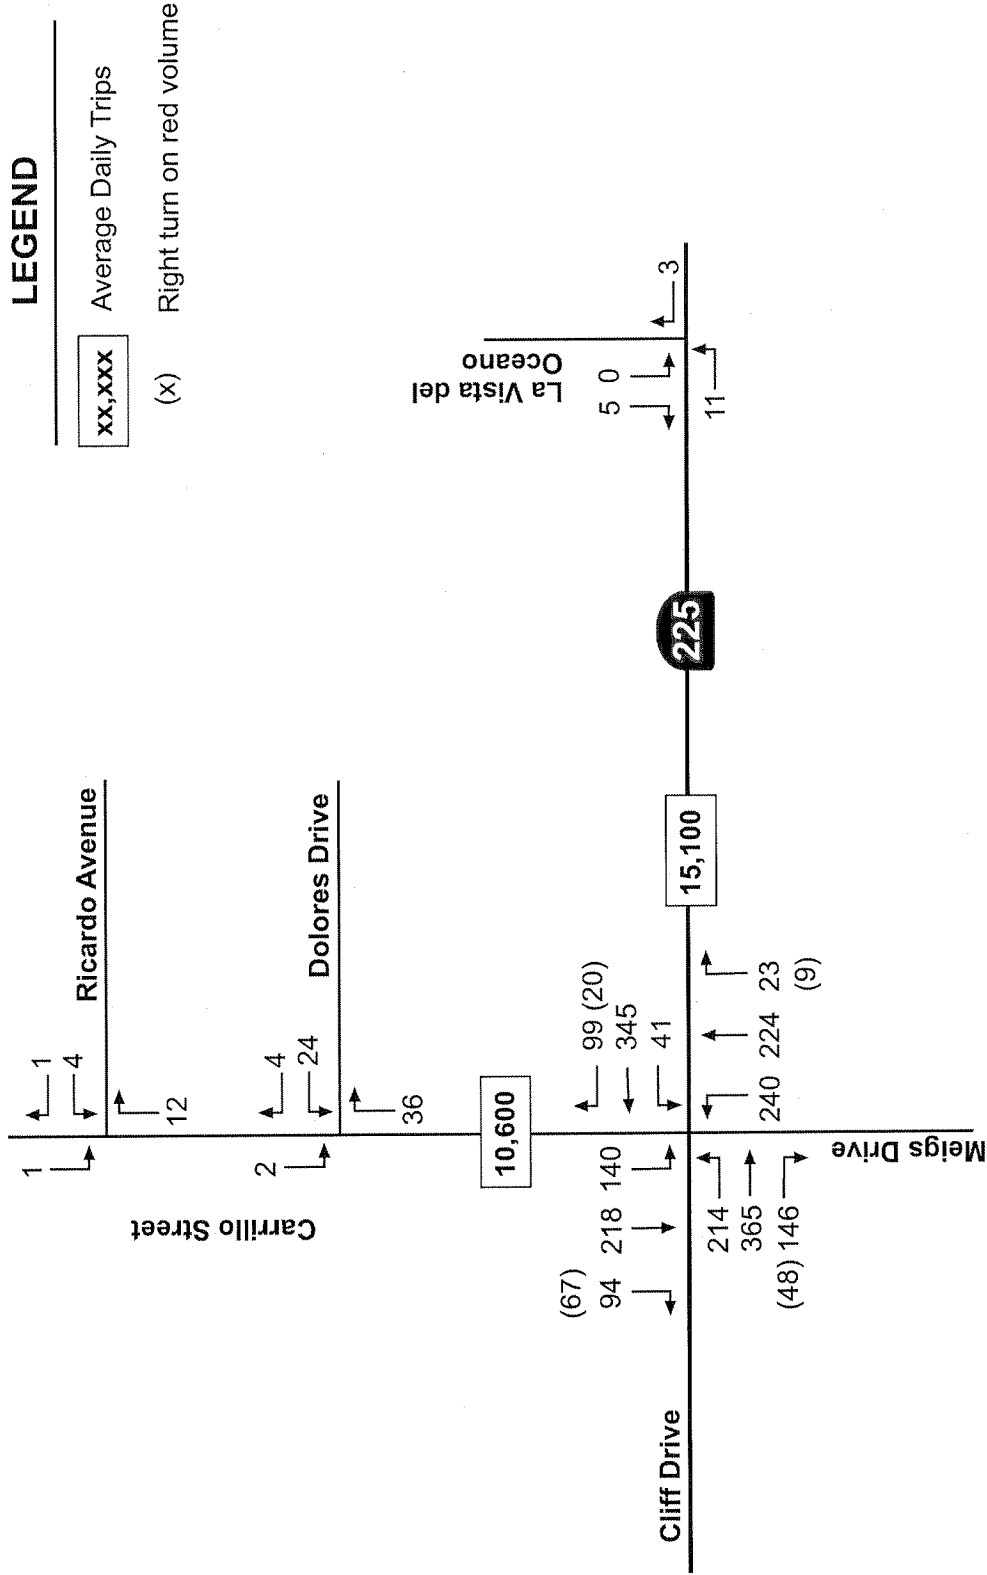 LEGEND
xx,xxx Average Daily Trips
(x) Right turn on red volume
Ricardo Avenue
1
4
1
12
Dolores Drive
4
24
2
36
Carrillo Street
10,600
La Vista del
Oceano
5 0
3
11
225
15,100
(67)
94 218 140
99 (20)
345
41
214
365
(48) 146
240 224 23
(9)
Cliff Drive
Meigs Drive